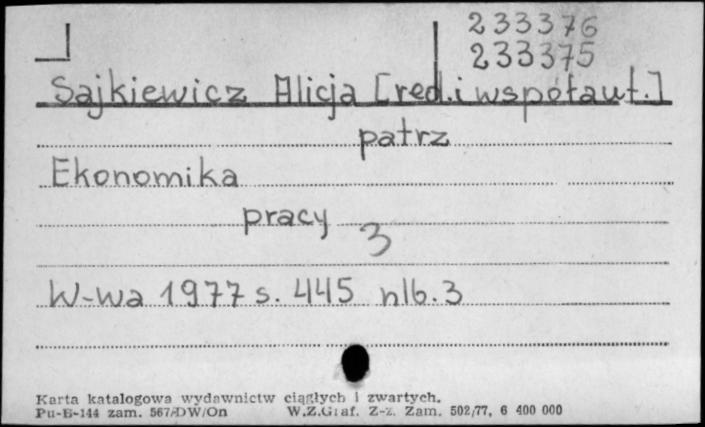 233376
233375
Sajkiewicz Alicja [red.i współaut.]
patrz
Ekonomika
pracy
3
W-wa 1977 s. 445 nlb. 3
Karta katalogowa wydawnictw ciągłych i zwartych.
Pu-B-144 zam. 567/DW/On W.Z.Graf. Z-z. Zam. 502/77, 6 400 000